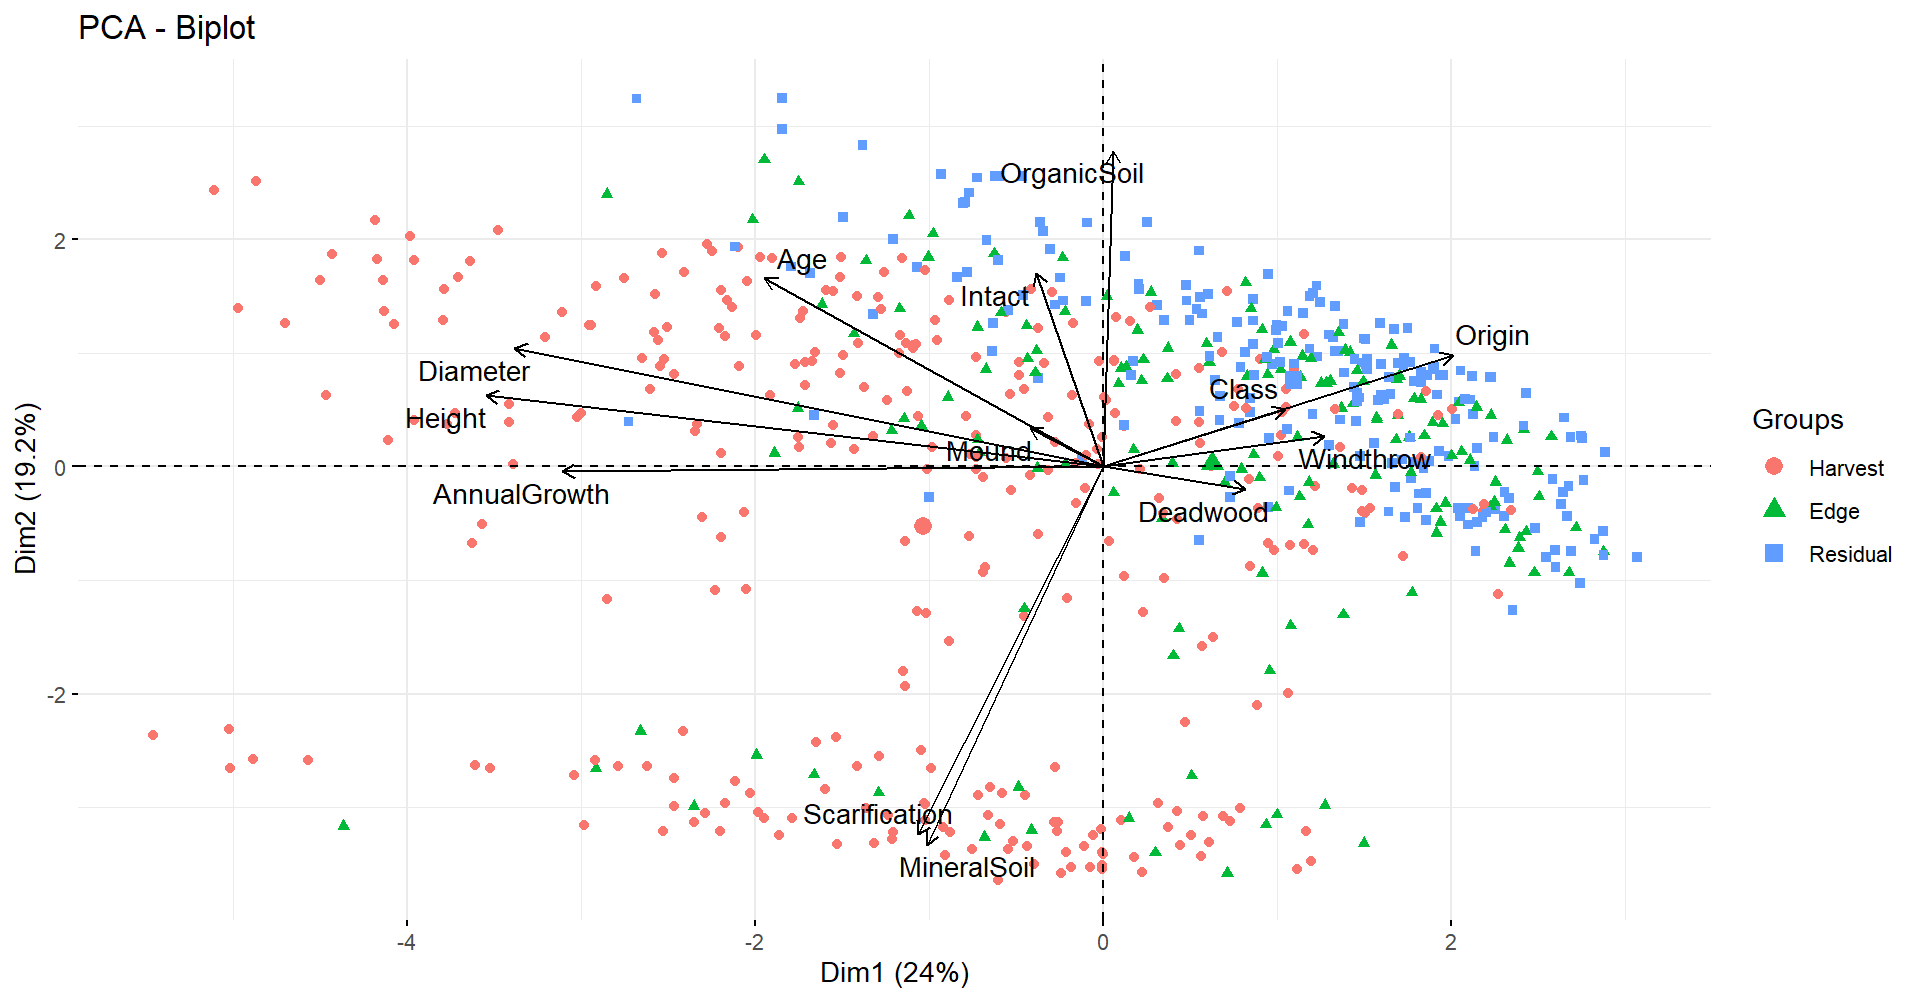 PCA - Biplot
OrganicSoil
Age
Intact
Origin
Diameter
Class
Height
Mound
Windthrow
AnnualGrowth
Deadwood
Scarification
MineralSoil
2
0
-2
Dim2 (19.2%)
-4
-2
0
2
Dim1 (24%)
Groups
Harvest
Edge
Residual